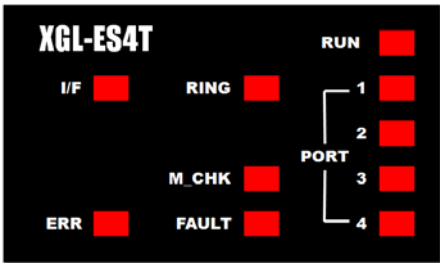 XGL-ES4T
RUN
I/F RING 1
2
PORT
M_CHK 3
ERR FAULT 4